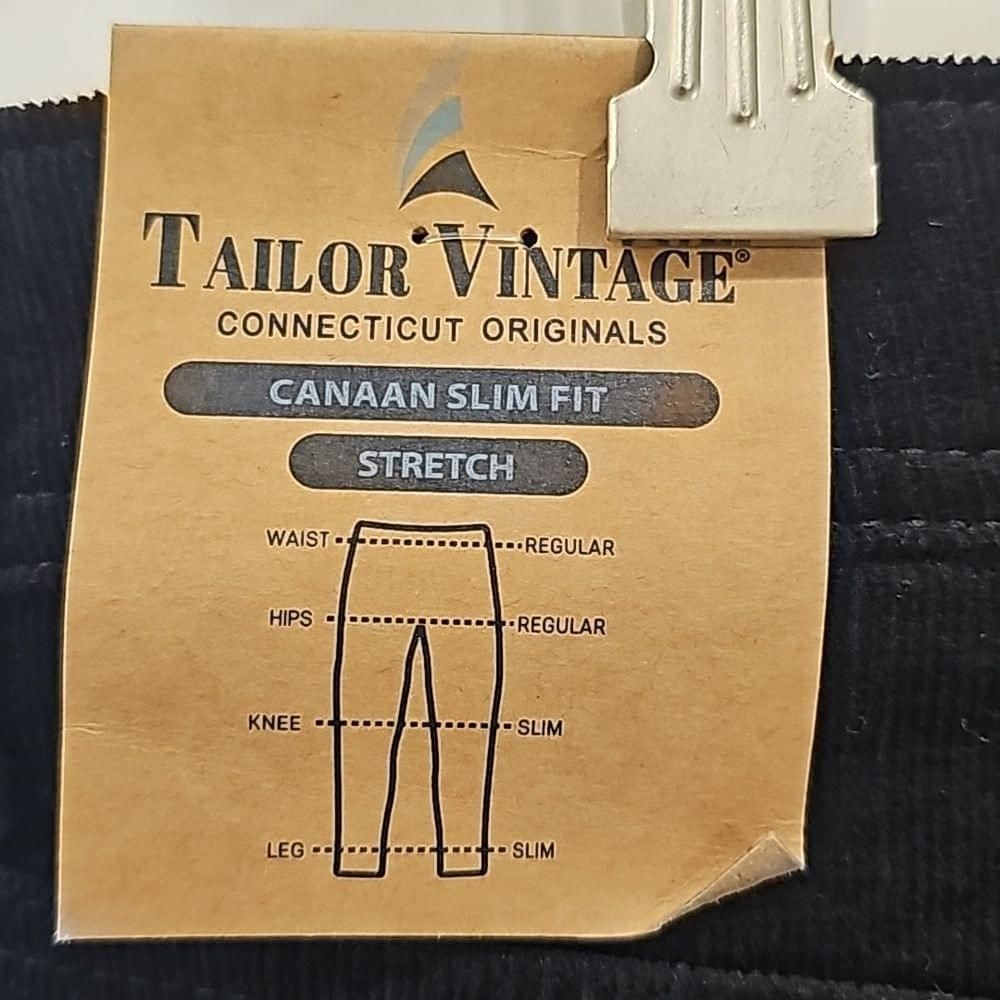 TAILOR VINTAGE®
CONNECTICUT ORIGINALS
CANAAN SLIM FIT
STRETCH
WAIST REGULAR
HIPS REGULAR
KNEE SLIM
LEG SLIM